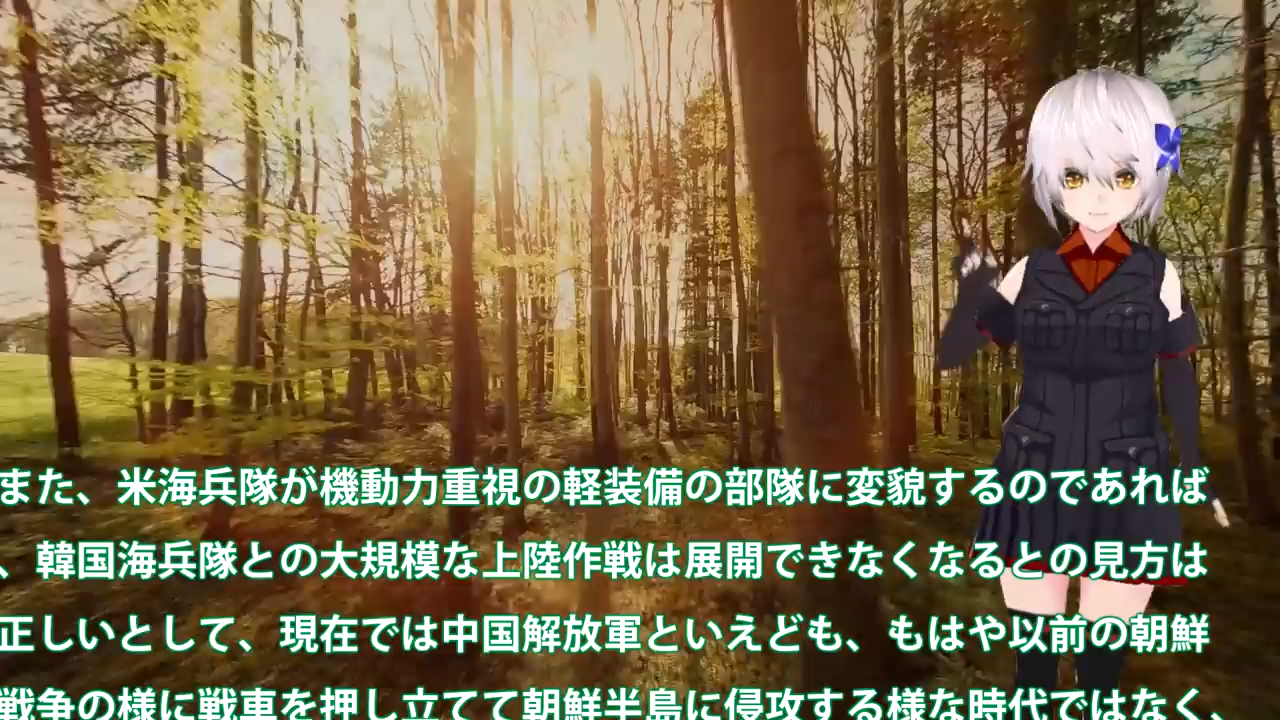 また、米海兵隊が機動力重視の軽装備の部隊に変貌するのであれば
、韓国海兵隊との大規模な上陸作戦は展開できなくなるとの見方は
正しいとして、現在では中国解放軍といえども、もはや以前の朝鮮
戦争の様に戦車を押し立てて朝鮮半島に侵攻する様な時代ではなく、